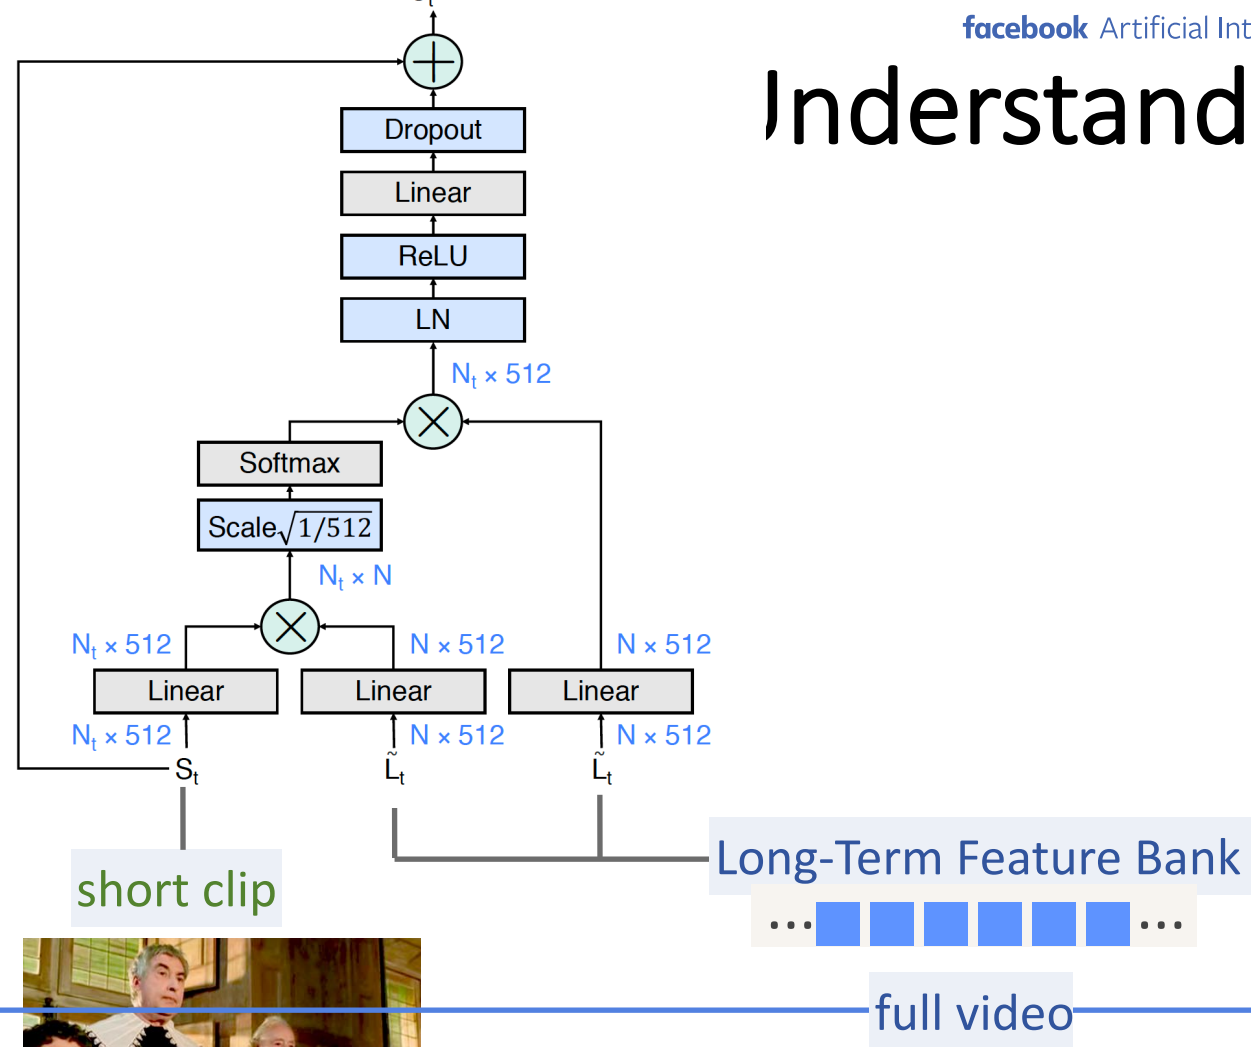 facebook Artificial Int
Understand
Dropout
Linear
ReLU
LN
Nₜ × 512
Softmax
Scale√1/512
Nₜ × N
Nₜ × 512 N × 512 N × 512
Linear Linear Linear
Nₜ × 512 N × 512 N × 512
Sₜ L̃ₜ L̃ₜ
Long-Term Feature Bank
short clip
... ...
full video